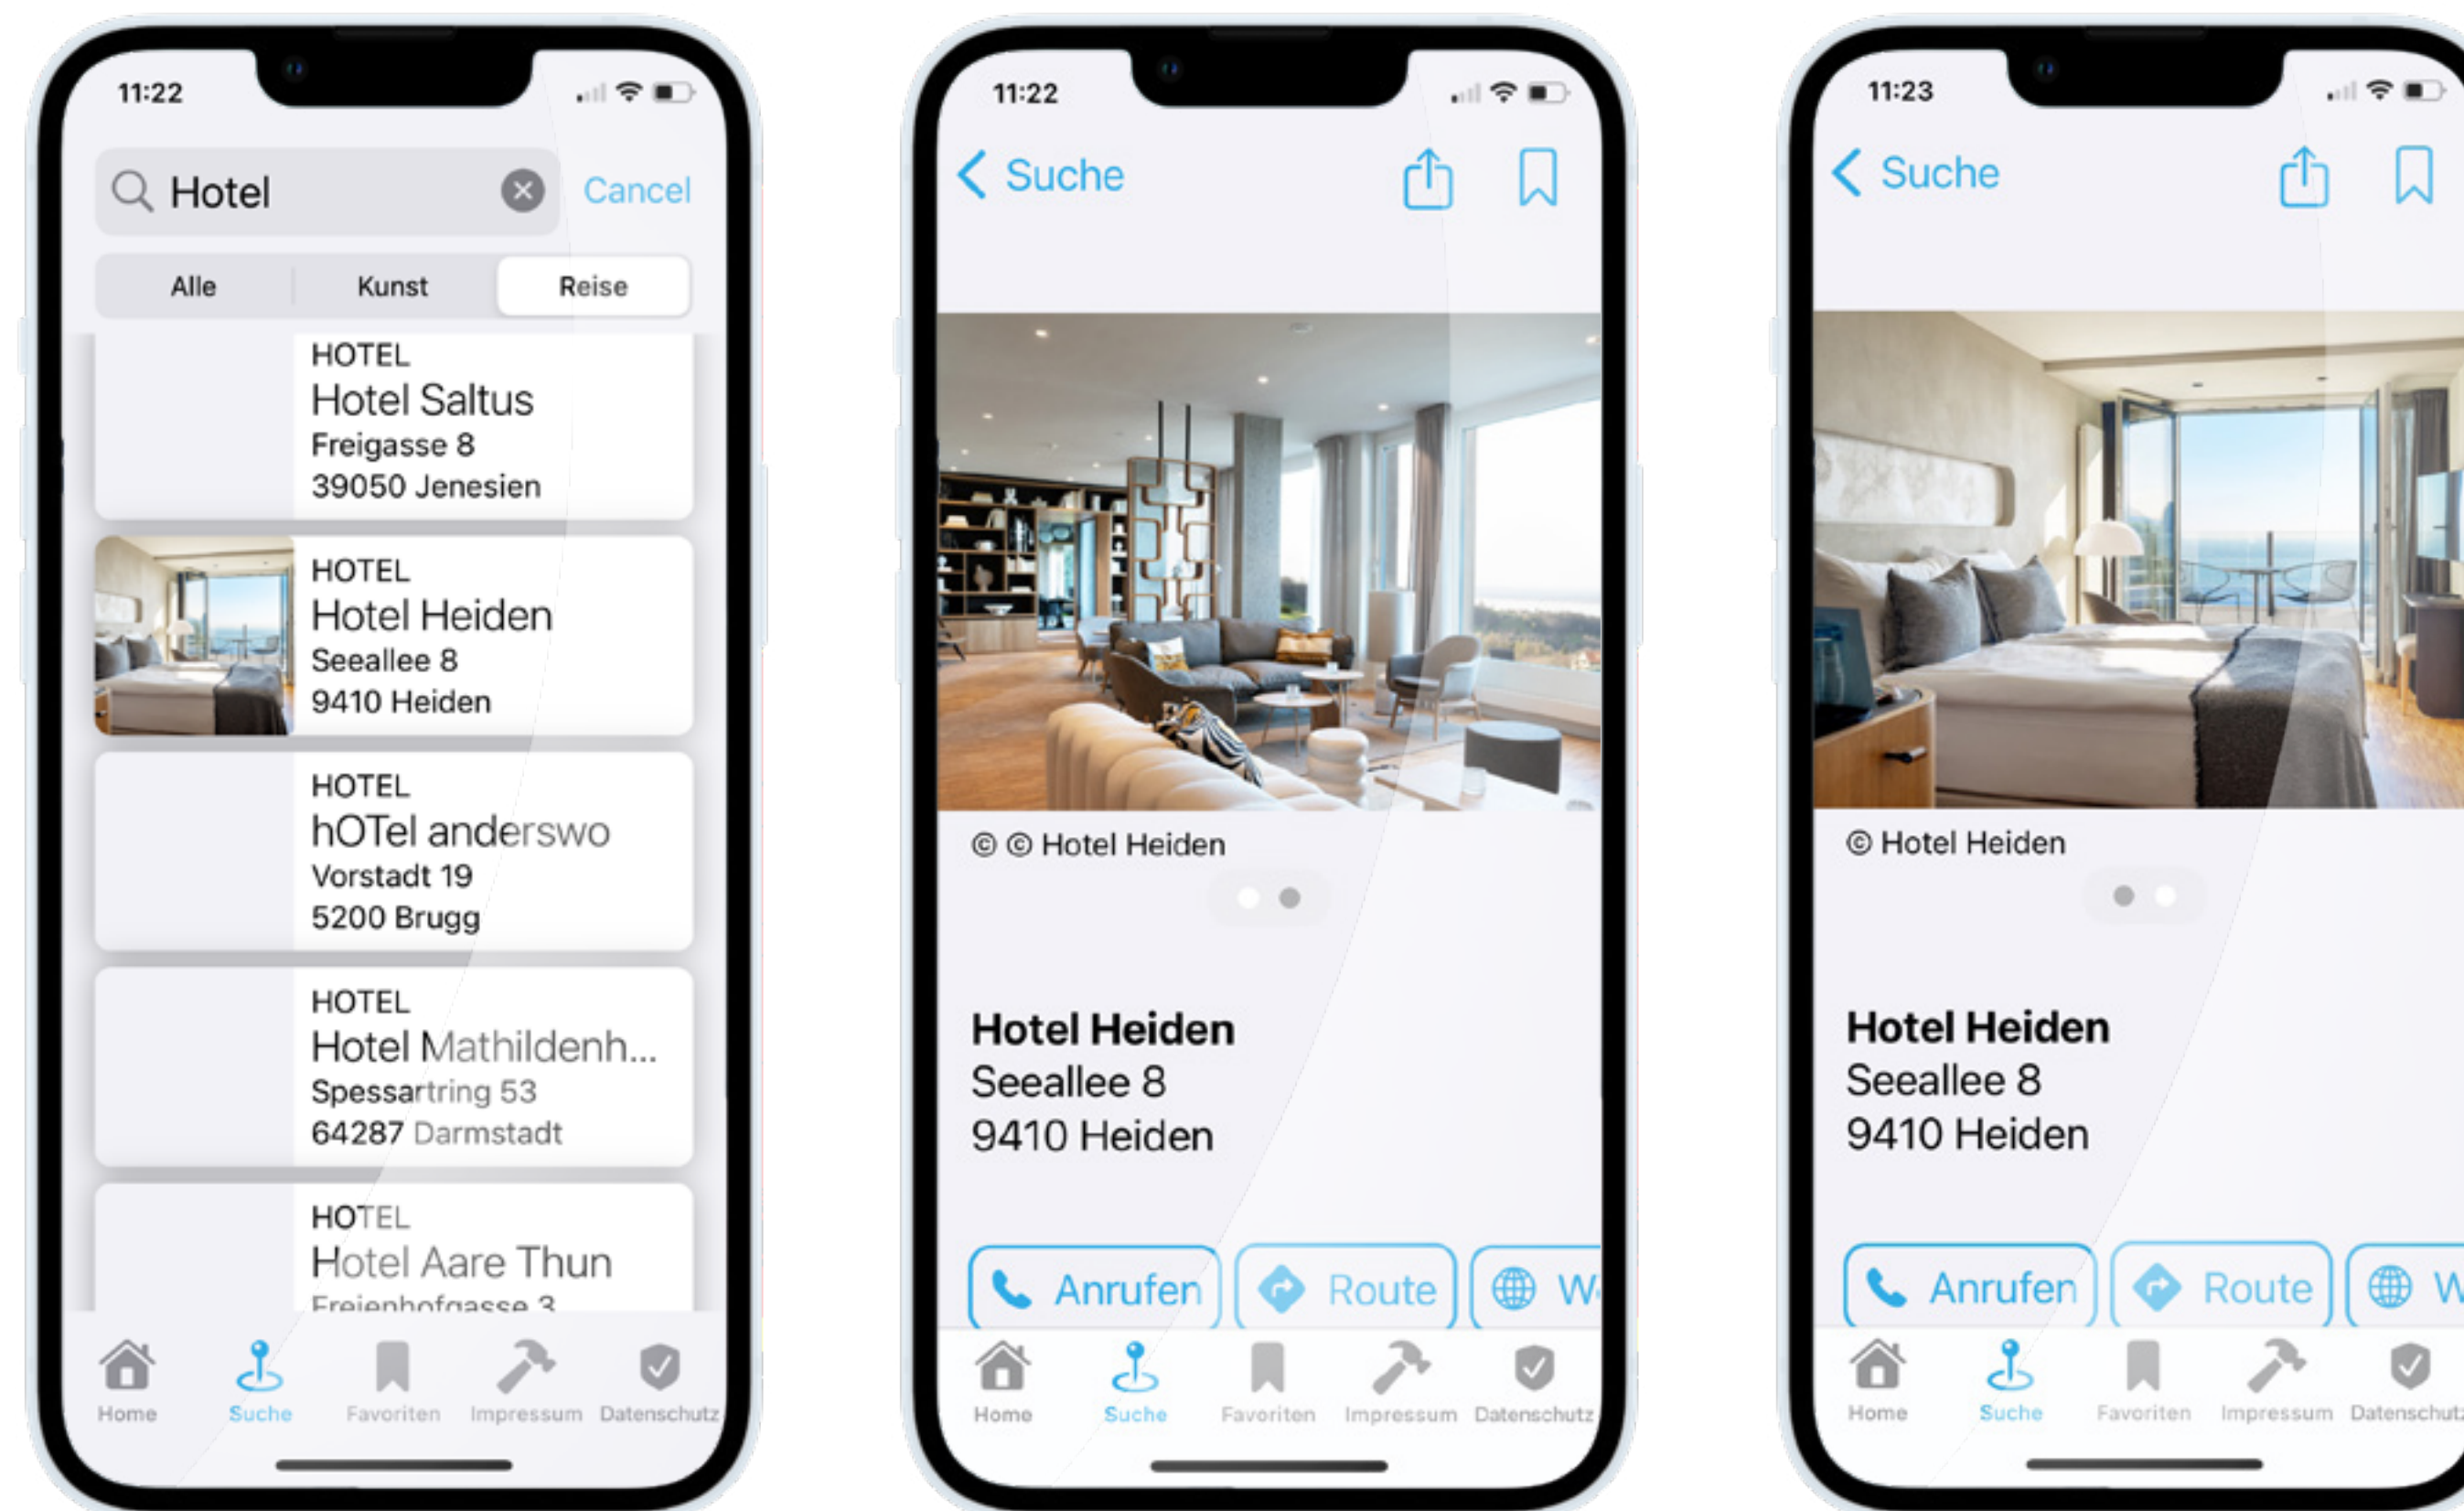 11:22
Hotel
Cancel
Alle
Kunst
Reise
HOTEL
Hotel Saltus
Freigasse 8
39050 Jenesien
HOTEL
Hotel Heiden
Seeallee 8
9410 Heiden
HOTEL
hOTel anderswo
Vorstadt 19
5200 Brugg
HOTEL
Hotel Mathildenh...
Spessartring 53
64287 Darmstadt
HOTEL
Hotel Aare Thun
Freienhofgasse 3
Home
Suche
Favoriten
Impressum
Datenschutz
11:22
Suche
© © Hotel Heiden
Hotel Heiden
Seeallee 8
9410 Heiden
Anrufen
Route
Home
Suche
Favoriten
Impressum
Datenschutz
11:23
Suche
© Hotel Heiden
Hotel Heiden
Seeallee 8
9410 Heiden
Anrufen
Route
Home
Suche
Favoriten
Impressum
Datenschutz